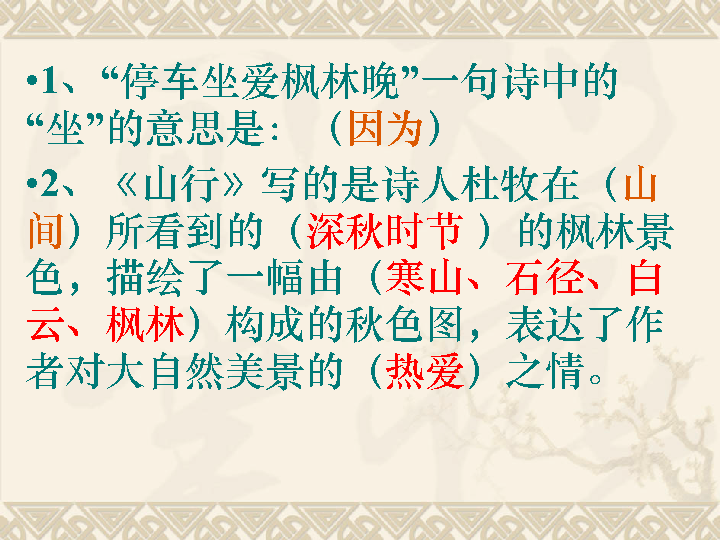 •1、“停车坐爱枫林晚”一句诗中的
“坐”的意思是：（因为）
•2、《山行》写的是诗人杜牧在（山
间）所看到的（深秋时节 ）的枫林景
色，描绘了一幅由（寒山、石径、白
云、枫林）构成的秋色图，表达了作
者对大自然美景的（热爱）之情。